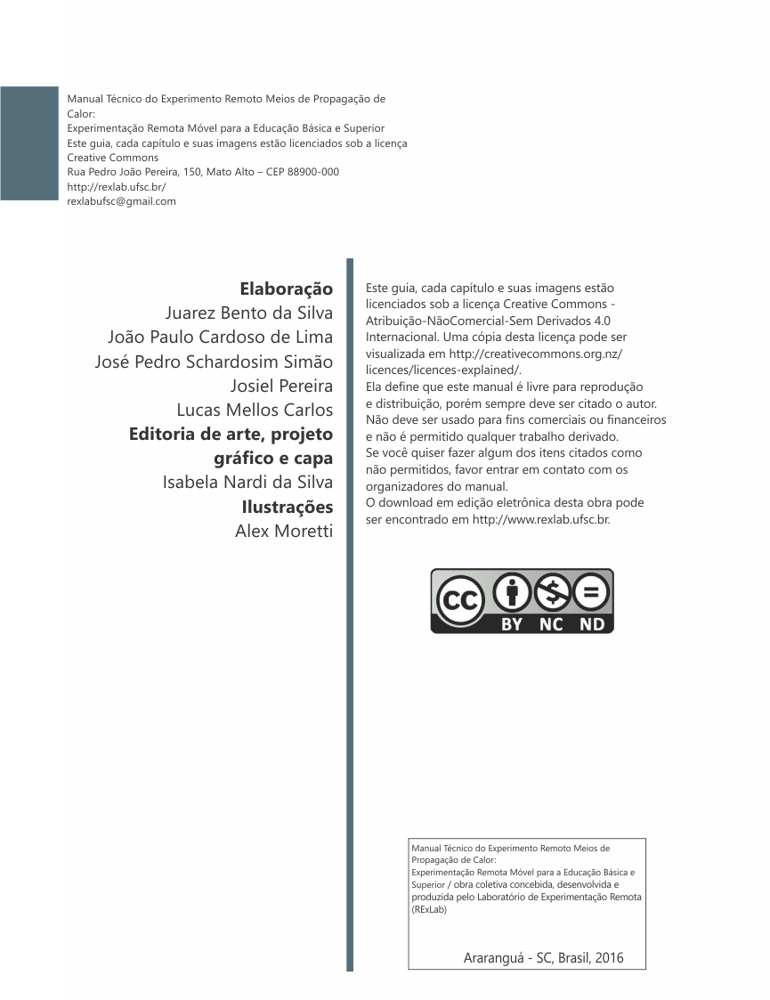 Manual Técnico do Experimento Remoto Meios de Propagação de
Calor:
Experimentação Remota Móvel para a Educação Básica e Superior
Este guia, cada capítulo e suas imagens estão licenciados sob a licença
Creative Commons
Rua Pedro João Pereira, 150, Mato Alto – CEP 88900-000
http://rexlab.ufsc.br/
rexlabufsc@gmail.com
Elaboração
Juarez Bento da Silva
João Paulo Cardoso de Lima
José Pedro Schardosim Simão
Josiel Pereira
Lucas Mellos Carlos
Editoria de arte, projeto
gráfico e capa
Isabela Nardi da Silva
Ilustrações
Alex Moretti
Este guia, cada capítulo e suas imagens estão
licenciados sob a licença Creative Commons -
Atribuição-NãoComercial-Sem Derivados 4.0
Internacional. Uma cópia desta licença pode ser
visualizada em http://creativecommons.org.nz/
licences/licences-explained/.
Ela define que este manual é livre para reprodução
e distribuição, porém sempre deve ser citado o autor.
Não deve ser usado para fins comerciais ou financeiros
e não é permitido qualquer trabalho derivado.
Se você quiser fazer algum dos itens citados como
não permitidos, favor entrar em contato com os
organizadores do manual.
O download em edição eletrônica desta obra pode
ser encontrado em http://www.rexlab.ufsc.br.
CC
BY NC ND
Manual Técnico do Experimento Remoto Meios de
Propagação de Calor:
Experimentação Remota Móvel para a Educação Básica e
Superior / obra coletiva concebida, desenvolvida e
produzida pelo Laboratório de Experimentação Remota
(RExLab)
Araranguá - SC, Brasil, 2016